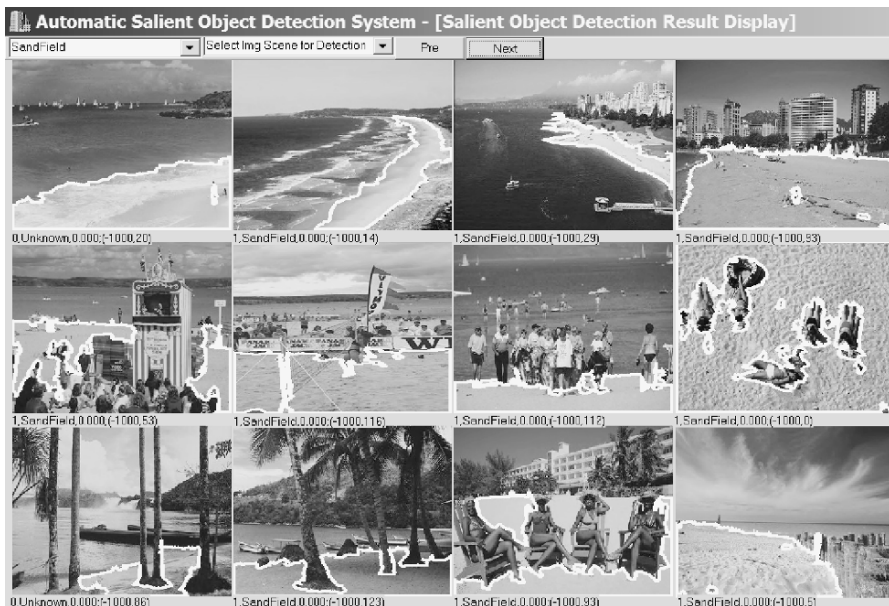 Automatic Salient Object Detection System - [Salient Object Detection Result Display]
SandField Select Img Scene for Detection Pre Next
0,Unknown,0.000;(-1000,20) 1,SandField,0.000;(-1000,14) 1,SandField,0.000;(-1000,29) 1,SandField,0.000;(-1000,93)
1,SandField,0.000;(-1000,53) 1,SandField,0.000;(-1000,116) 1,SandField,0.000;(-1000,112) 1,SandField,0.000;(-1000,0)
0,Unknown,0.000;(-1000,86) 1,SandField,0.000;(-1000,123) 1,SandField,0.000;(-1000,93) 1,SandField,0.000;(-1000,5)